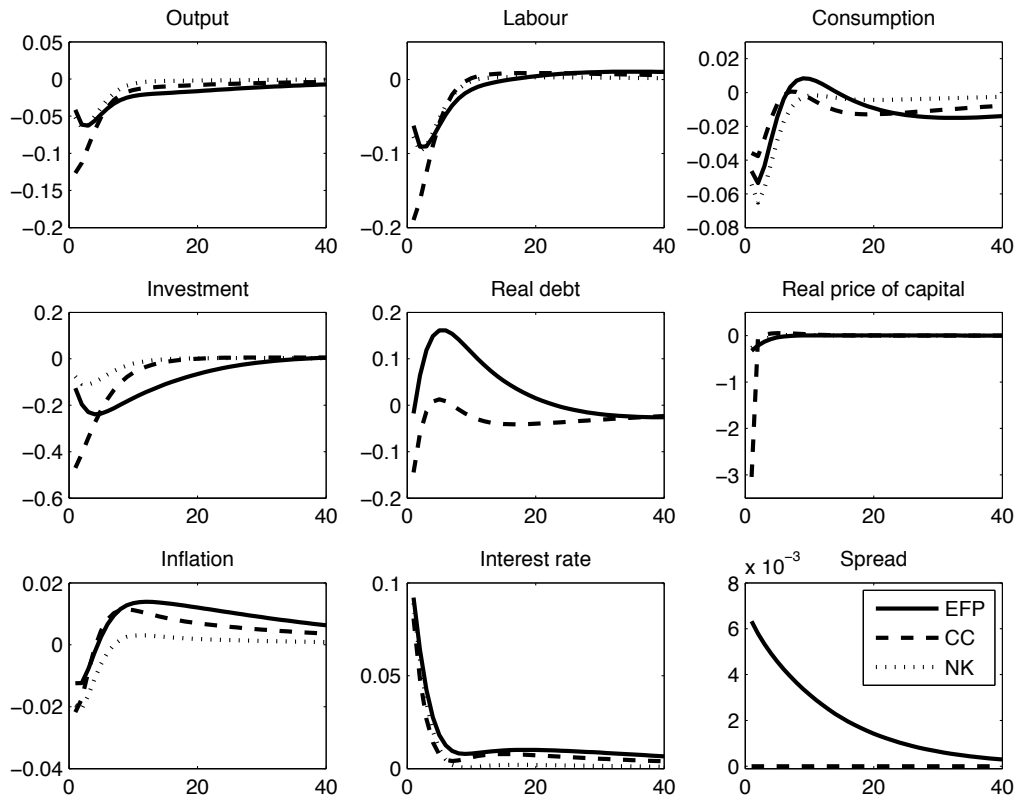 Output
Labour
Consumption
0.05
0
−0.05
−0.1
−0.15
−0.2
0 20 40
0
−0.1
−0.2
0 20 40
0.02
0
−0.02
−0.04
−0.06
−0.08
0 20 40
Investment
Real debt
Real price of capital
0.2
0
−0.2
−0.4
−0.6
0 20 40
0.2
0.1
0
−0.1
−0.2
0 20 40
0
−1
−2
−3
0 20 40
Inflation
Interest rate
Spread
0.02
0
−0.02
−0.04
0 20 40
0.1
0.05
0
0 20 40
x 10−3
8
6
4
2
0
0 20 40
EFP
CC
NK